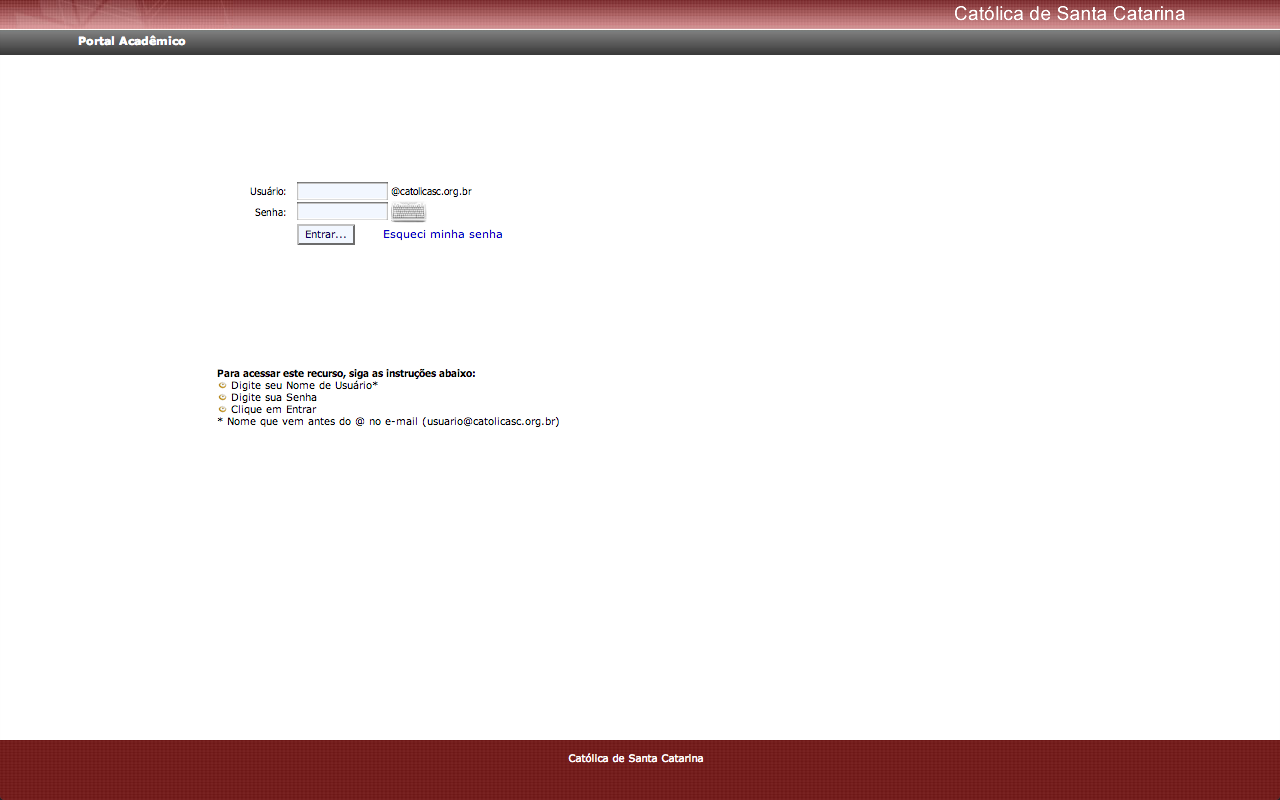 Católica de Santa Catarina
Portal Acadêmico
Usuário: @catolicasc.org.br
Senha:
Entrar... Esqueci minha senha
Para acessar este recurso, siga as instruções abaixo:
Digite seu Nome de Usuário*
Digite sua Senha
Clique em Entrar
* Nome que vem antes do @ no e-mail (usuario@catolicasc.org.br)
Católica de Santa Catarina